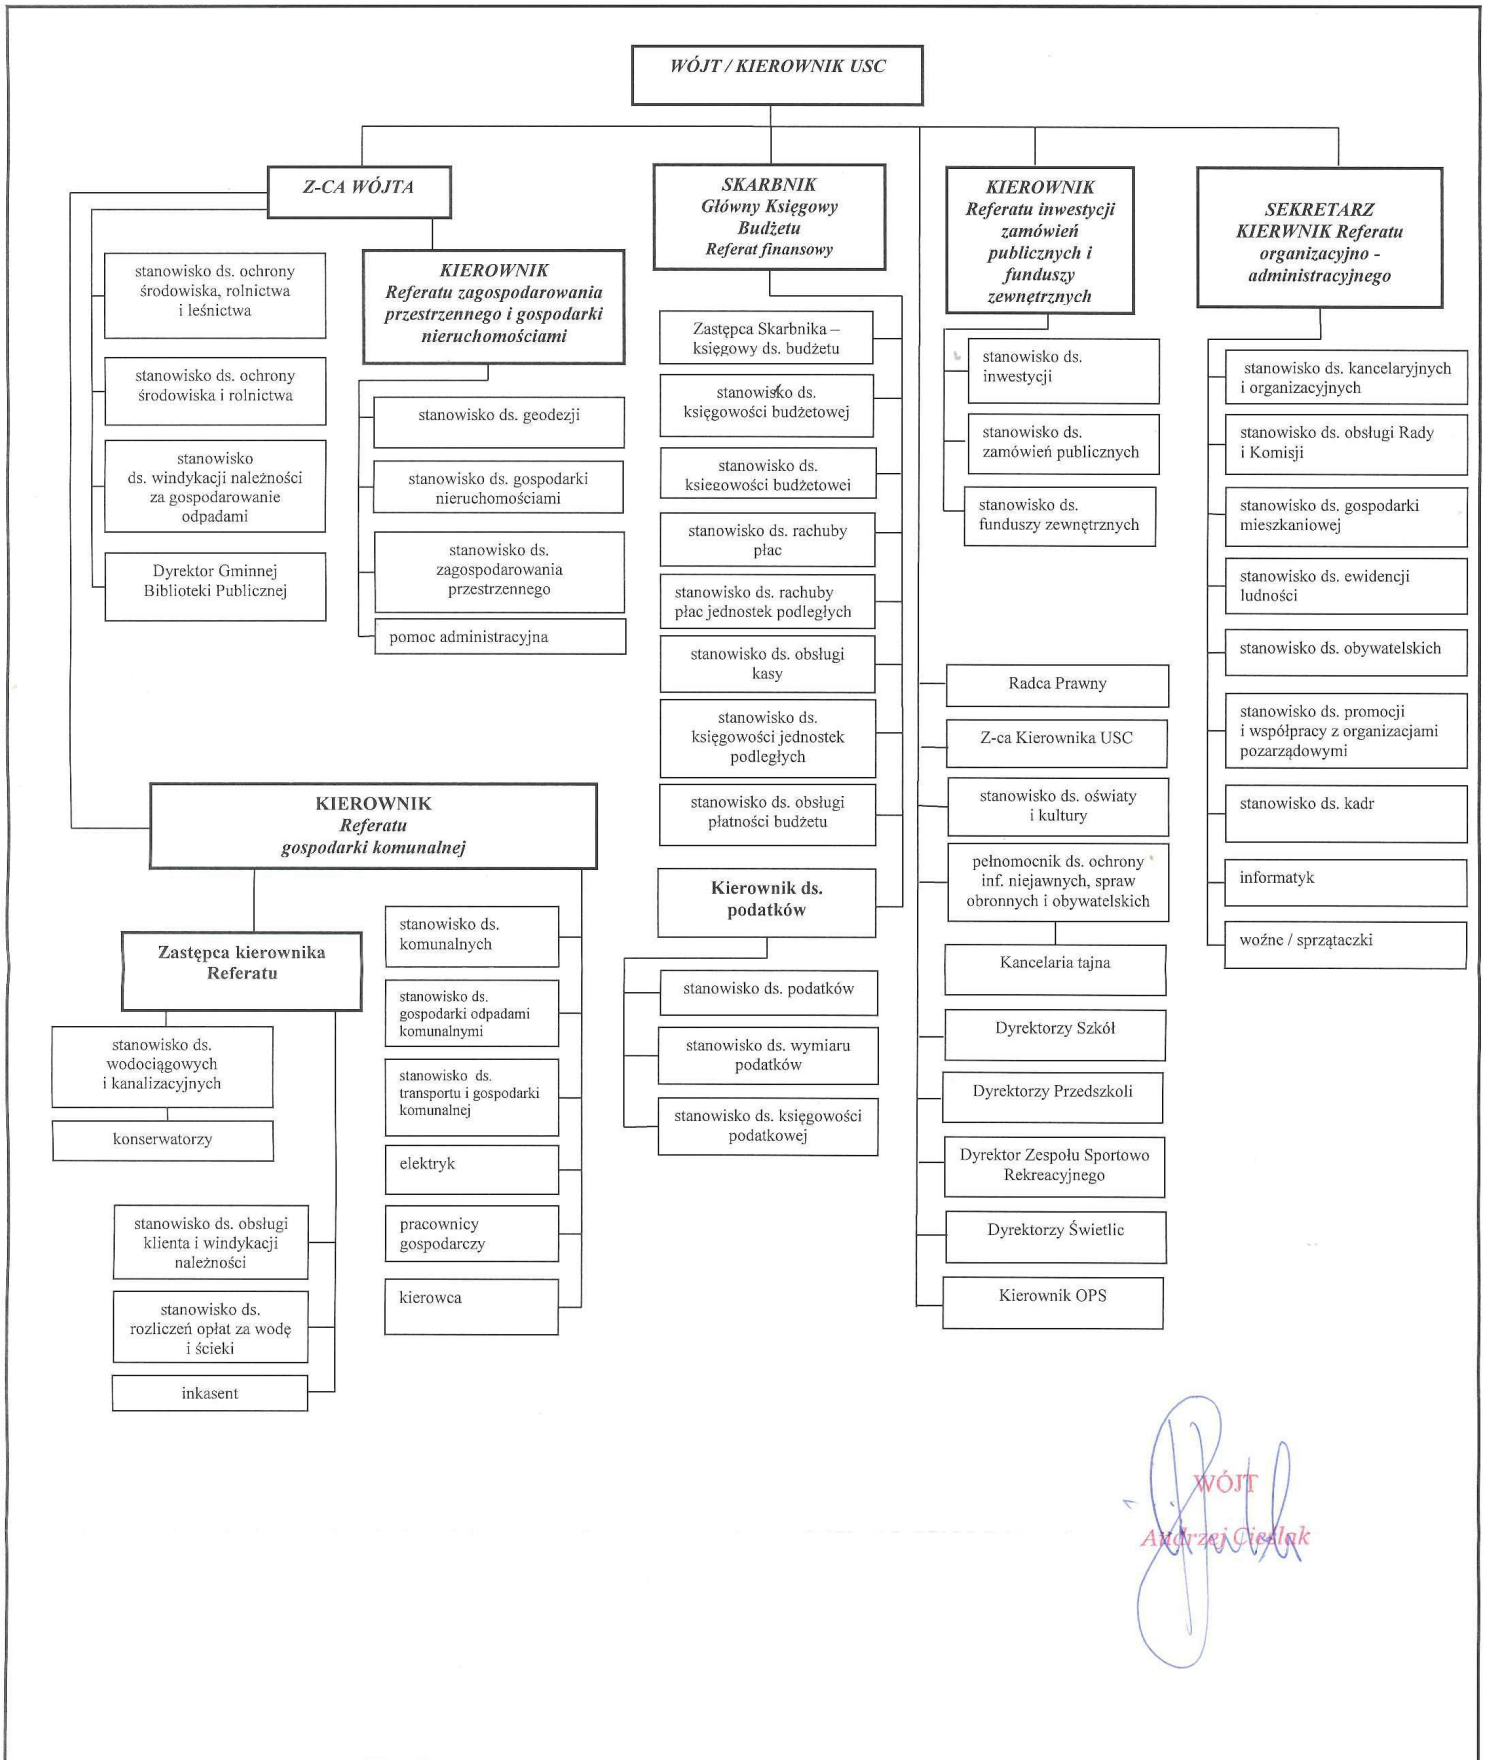 WÓJT / KIEROWNIK USC
Z-CA WÓJTA
stanowisko ds. ochrony
środowiska, rolnictwa
i leśnictwa
stanowisko ds. ochrony
środowiska i rolnictwa
stanowisko
ds. windykacji należności
za gospodarowanie
odpadami
Dyrektor Gminnej
Biblioteki Publicznej
KIEROWNIK
Referatu zagospodarowania
przestrzennego i gospodarki
nieruchomościami
stanowisko ds. geodezji
stanowisko ds. gospodarki
nieruchomościami
stanowisko ds.
zagospodarowania
przestrzennego
pomoc administracyjna
KIEROWNIK
Referatu
gospodarki komunalnej
Zastępca kierownika
Referatu
stanowisko ds.
wodociągowych
i kanalizacyjnych
konserwatorzy
stanowisko ds. obsługi
klienta i windykacji
należności
stanowisko ds.
rozliczeń opłat za wodę
i ścieki
inkasent
stanowisko ds.
komunalnych
stanowisko ds.
gospodarki odpadami
komunalnymi
stanowisko ds.
transportu i gospodarki
komunalnej
elektryk
pracownicy
gospodarczy
kierowca
SKARBNIK
Główny Księgowy
Budżetu
Referat finansowy
Zastępca Skarbnika –
księgowy ds. budżetu
stanowisko ds.
księgowości budżetowej
stanowisko ds.
księgowości budżetowej
stanowisko ds. rachuby
płac
stanowisko ds. rachuby
płac jednostek podległych
stanowisko ds. obsługi
kasy
stanowisko ds.
księgowości jednostek
podległych
stanowisko ds. obsługi
płatności budżetu
Kierownik ds.
podatków
stanowisko ds. podatków
stanowisko ds. wymiaru
podatków
stanowisko ds. księgowości
podatkowej
KIEROWNIK
Referatu inwestycji
zamówień
publicznych i
funduszy
zewnętrznych
stanowisko ds.
inwestycji
stanowisko ds.
zamówień publicznych
stanowisko ds.
funduszy zewnętrznych
Radca Prawny
Z-ca Kierownika USC
stanowisko ds. oświaty
i kultury
pełnomocnik ds. ochrony
inf. niejawnych, spraw
obronnych i obywatelskich
Kancelaria tajna
Dyrektorzy Szkół
Dyrektorzy Przedszkoli
Dyrektor Zespołu Sportowo
Rekreacyjnego
Dyrektorzy Świetlic
Kierownik OPS
SEKRETARZ
KIERWNIK Referatu
organizacyjno -
administracyjnego
stanowisko ds. kancelaryjnych
i organizacyjnych
stanowisko ds. obsługi Rady
i Komisji
stanowisko ds. gospodarki
mieszkaniowej
stanowisko ds. ewidencji
ludności
stanowisko ds. obywatelskich
stanowisko ds. promocji
i współpracy z organizacjami
pozarządowymi
stanowisko ds. kadr
informatyk
woźne / sprzątaczki
WÓJT
Andrzej Cieślak